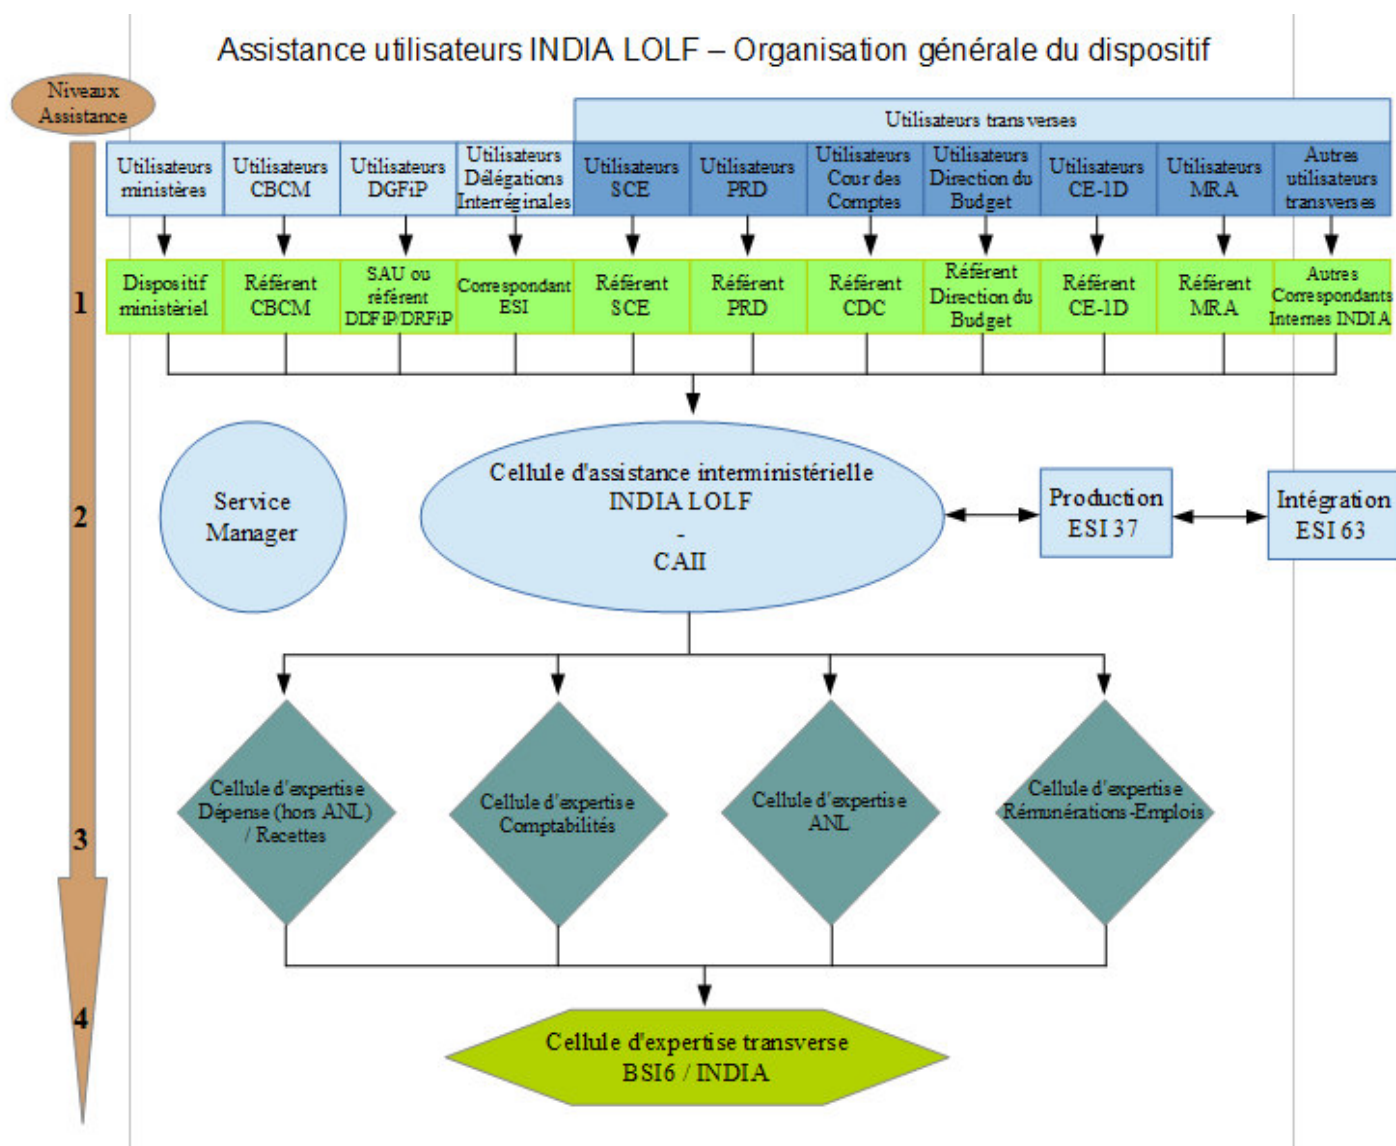 Assistance utilisateurs INDIA LOLF – Organisation générale du dispositif
Niveaux
Assistance
Utilisateurs transverses
Utilisateurs
ministères
Utilisateurs
CBCM
Utilisateurs
DGFiP
Utilisateurs
Délégations
Interréginales
Utilisateurs
SCE
Utilisateurs
PRD
Utilisateurs
Cour des
Comptes
Utilisateurs
Direction du
Budget
Utilisateurs
CE-1D
Utilisateurs
MRA
Autres
utilisateurs
transverses
1
Dispositif
ministèriel
Référent
CBCM
SAU ou
référent
DDFiP/DRFiP
Correspondant
ESI
Référent
SCE
Référent
PRD
Référent
CDC
Référent
Direction du
Budget
Référent
CE-1D
Référent
MRA
Autres
Correspondants
Internes INDIA
2
Service
Manager
Cellule d'assistance interministérielle
INDIA LOLF
-
CAII
Production
ESI 37
Intégration
ESI 63
3
Cellule d'expertise
Dépense (hors ANL)
/ Recettes
Cellule d'expertise
Comptabilités
Cellule d'expertise
ANL
Cellule d'expertise
Rémunérations-Emplois
4
Cellule d'expertise transverse
BSI6 / INDIA